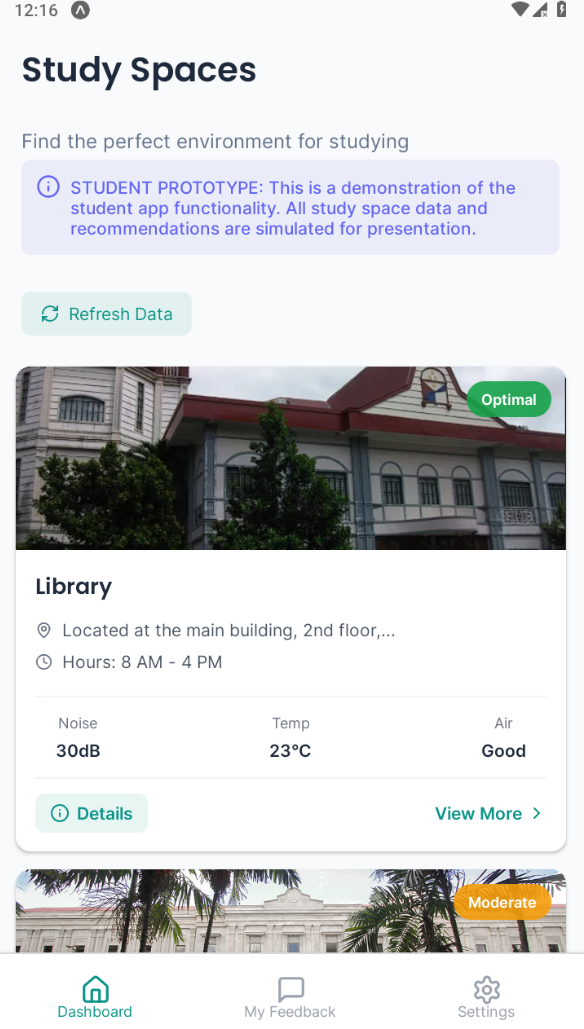 12:16
Study Spaces
Find the perfect environment for studying
STUDENT PROTOTYPE: This is a demonstration of the
student app functionality. All study space data and
recommendations are simulated for presentation.
Refresh Data
Optimal
Library
Located at the main building, 2nd floor,...
Hours: 8 AM - 4 PM
Noise Temp Air
30dB 23°C Good
Details View More
Moderate
Dashboard My Feedback Settings